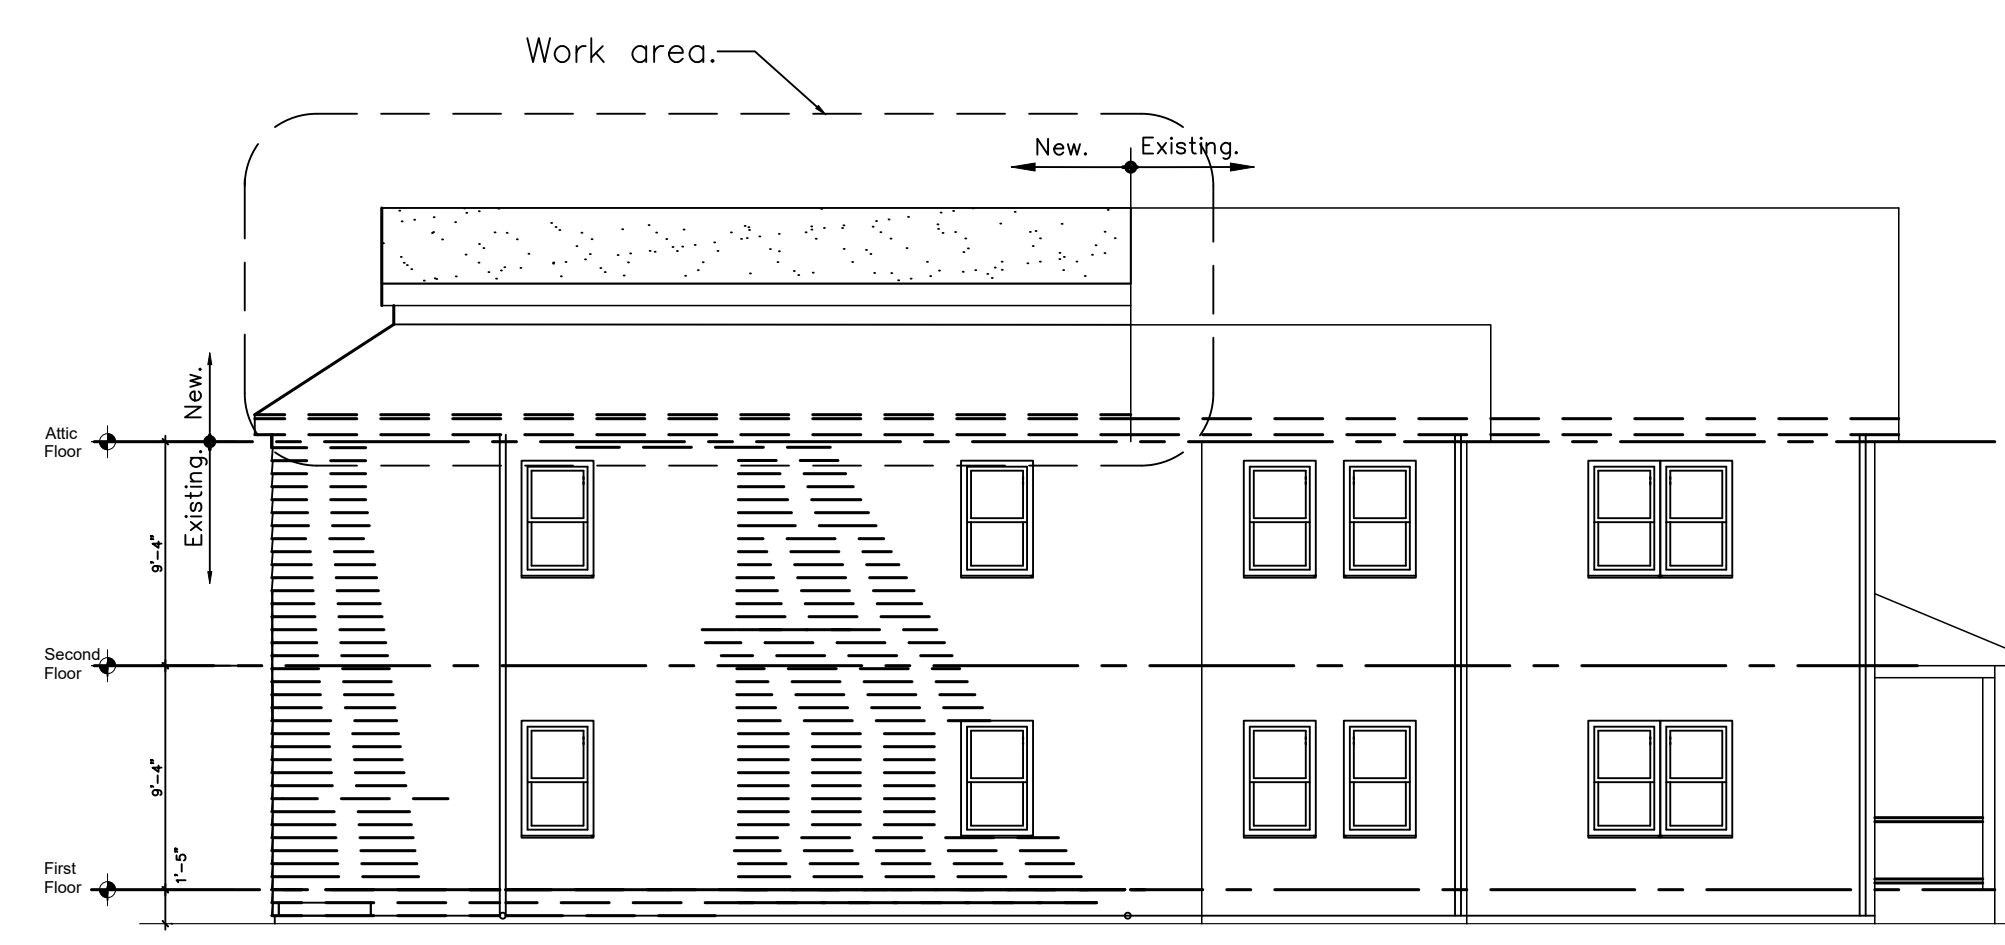 Work area.
New.
Existing.
New.
Attic
Floor
Existing.
9'-4"
Second
Floor
9'-4"
1'-5"
First
Floor